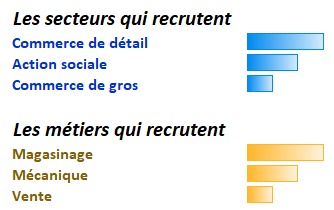 Les secteurs qui recrutent
Commerce de détail
Action sociale
Commerce de gros
Les métiers qui recrutent
Magasinage
Mécanique
Vente